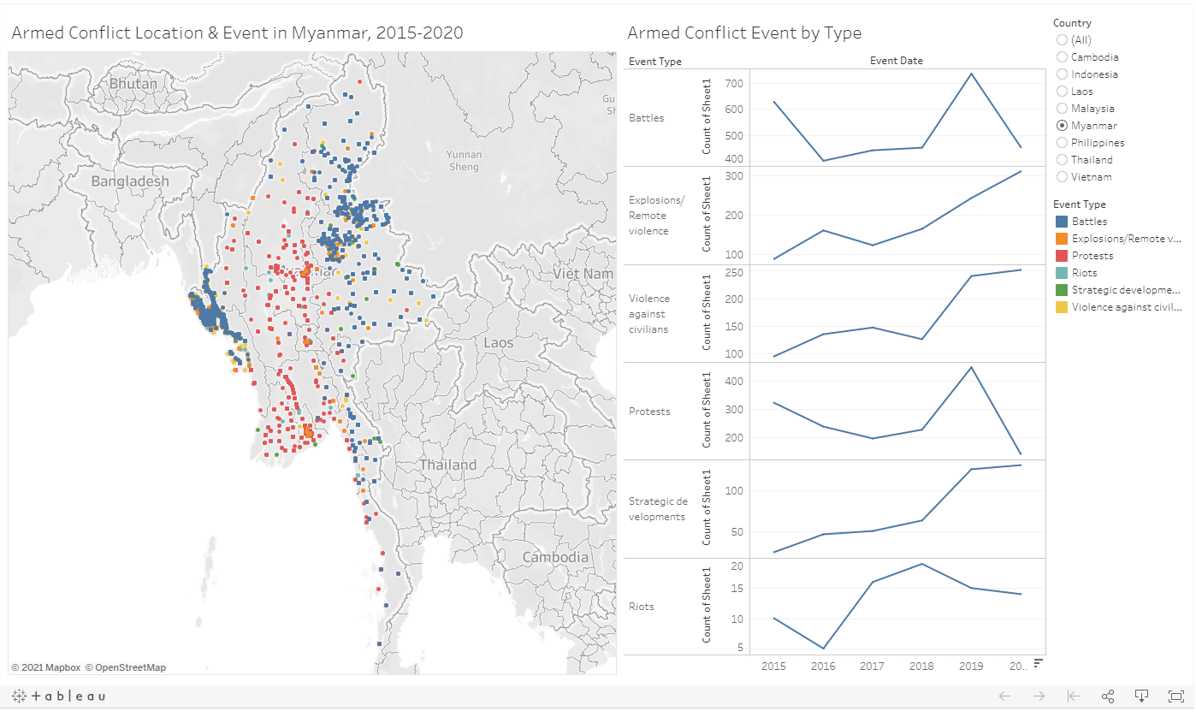 Armed Conflict Location & Event in Myanmar, 2015-2020
Bhutan
Bangladesh
Yunnan
Sheng
Gu
Sh
Viet Nam
Laos
Thailand
Cambodia
© 2021 Mapbox © OpenStreetMap
Armed Conflict Event by Type
Event Type
Event Date
Battles
Count of Sheet1
700
600
500
400
Explosions/
Remote
violence
Count of Sheet1
300
200
100
Violence
against
civilians
Count of Sheet1
250
200
150
100
Protests
Count of Sheet1
400
300
200
Strategic de
velopments
Count of Sheet1
100
50
Riots
Count of Sheet1
20
15
10
5
2015 2016 2017 2018 2019 20..
Country
(All)
Cambodia
Indonesia
Laos
Malaysia
Myanmar
Philippines
Thailand
Vietnam
Event Type
Battles
Explosions/Remote v...
Protests
Riots
Strategic developme...
Violence against civil...
+ a b | e a u